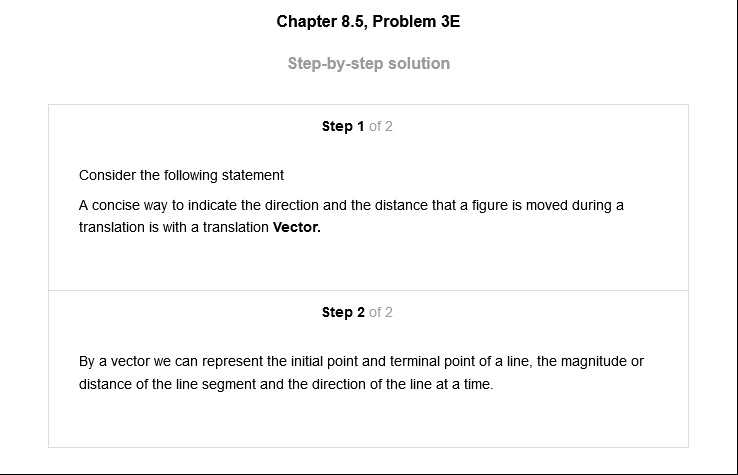 Chapter 8.5, Problem 3E
Step-by-step solution
Step 1 of 2
Consider the following statement
A concise way to indicate the direction and the distance that a figure is moved during a
translation is with a translation Vector.
Step 2 of 2
By a vector we can represent the initial point and terminal point of a line, the magnitude or
distance of the line segment and the direction of the line at a time.